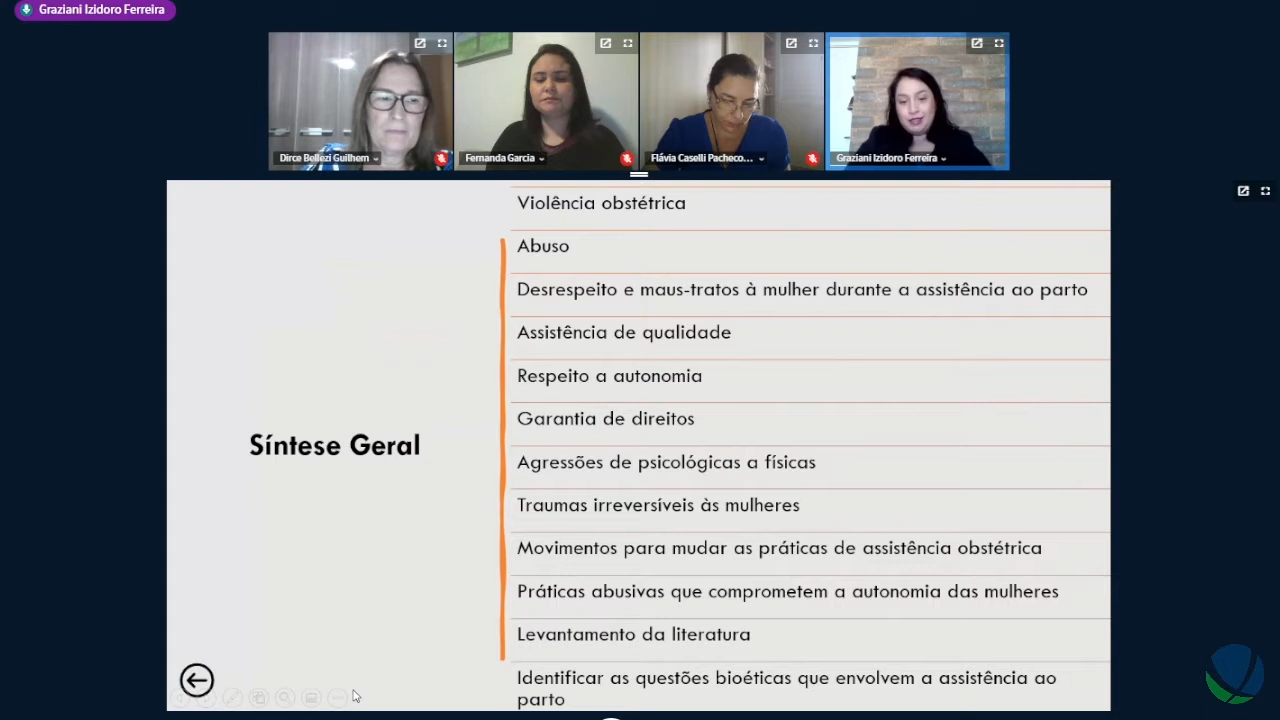 Graziani Izidoro Ferreira
Dirce Bellezi Guilhem
Fernanda Garcia
Flávia Caselli Pacheco...
Graziani Izidoro Ferreira
Síntese Geral
Violência obstétrica
Abuso
Desrespeito e maus-tratos à mulher durante a assistência ao parto
Assistência de qualidade
Respeito a autonomia
Garantia de direitos
Agressões de psicológicas a físicas
Traumas irreversíveis às mulheres
Movimentos para mudar as práticas de assistência obstétrica
Práticas abusivas que comprometem a autonomia das mulheres
Levantamento da literatura
Identificar as questões bioéticas que envolvem a assistência ao
parto